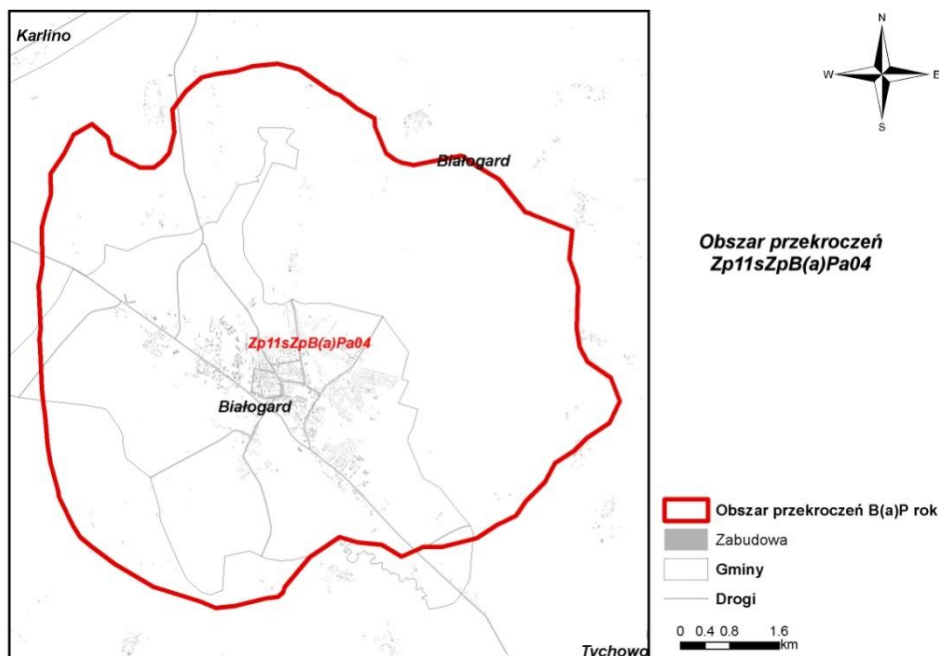 Karlino
Białogard
Zp11sZpB(a)Pa04
Białogard
Tychowo
N
W
E
S
Obszar przekroczeń
Zp11sZpB(a)Pa04
Obszar przekroczeń B(a)P rok
Zabudowa
Gminy
Drogi
0 0.4 0.8 1.6
km